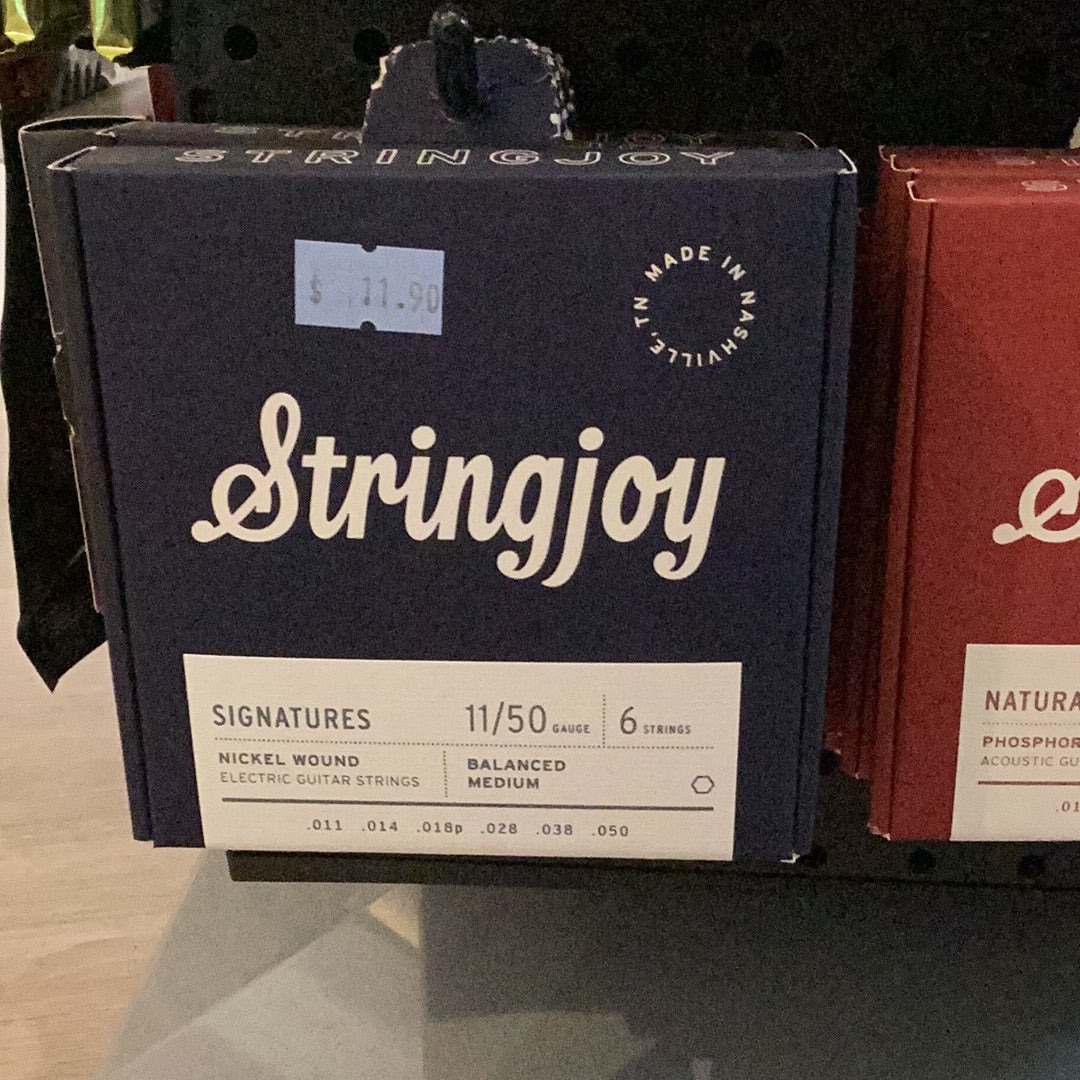 STRINGJOY
$ 11.90
MADE IN NASHVILLE, TN
Stringjoy
SIGNATURES
11/50 GAUGE
6 STRINGS
NICKEL WOUND
ELECTRIC GUITAR STRINGS
BALANCED
MEDIUM
.011 .014 .018p .028 .038 .050
NATURA
PHOSPHOR
ACOUSTIC GU
.01